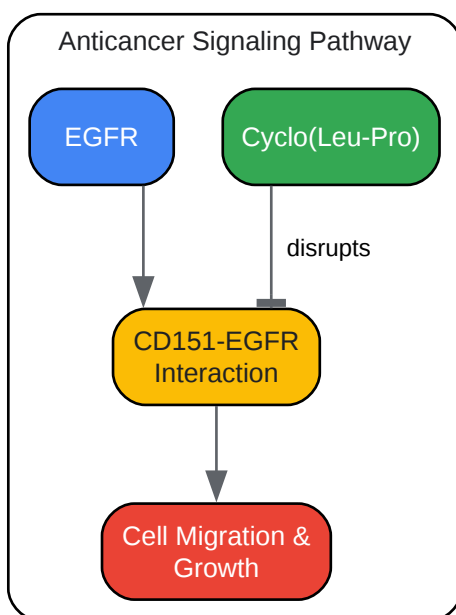 Anticancer Signaling Pathway
EGFR
Cyclo(Leu-Pro)
disrupts
CD151-EGFR
Interaction
Cell Migration &
Growth